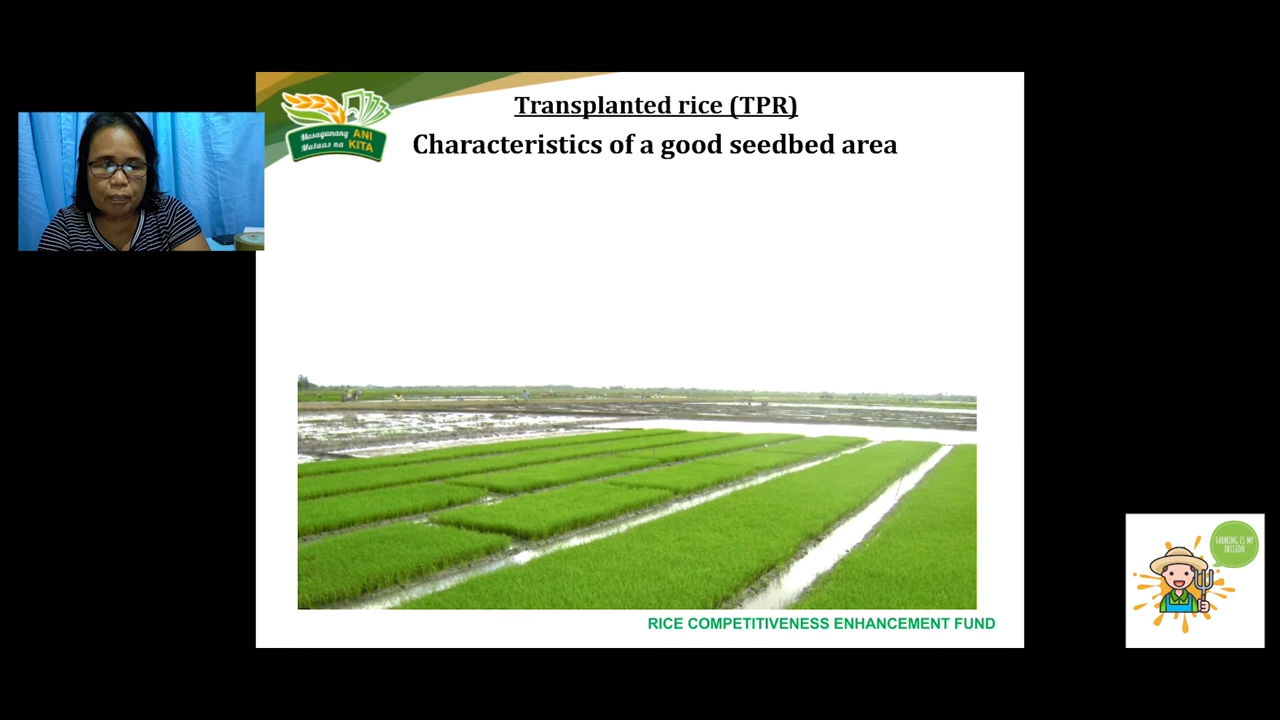 Transplanted rice (TPR)
Characteristics of a good seedbed area
Masaganang ANI
Mataas na KITA
RICE COMPETITIVENESS ENHANCEMENT FUND
FARMING IS MY
PASSION